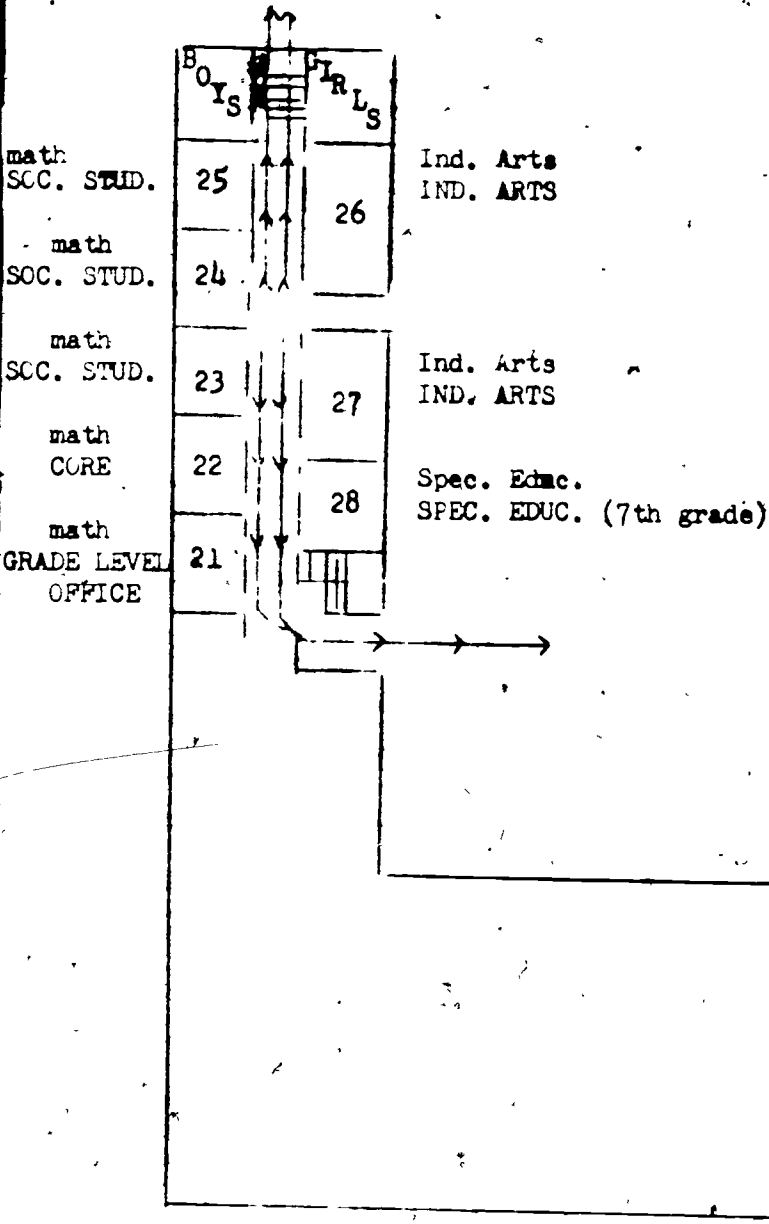 BOYS
GIRLS
math
SOC. STUD.
25
Ind. Arts
IND. ARTS
26
math
SOC. STUD.
24
math
SOC. STUD.
23
Ind. Arts
IND. ARTS
27
math
CORE
22
Spec. Educ.
SPEC. EDUC. (7th grade)
28
math
GRADE LEVEL
OFFICE
21